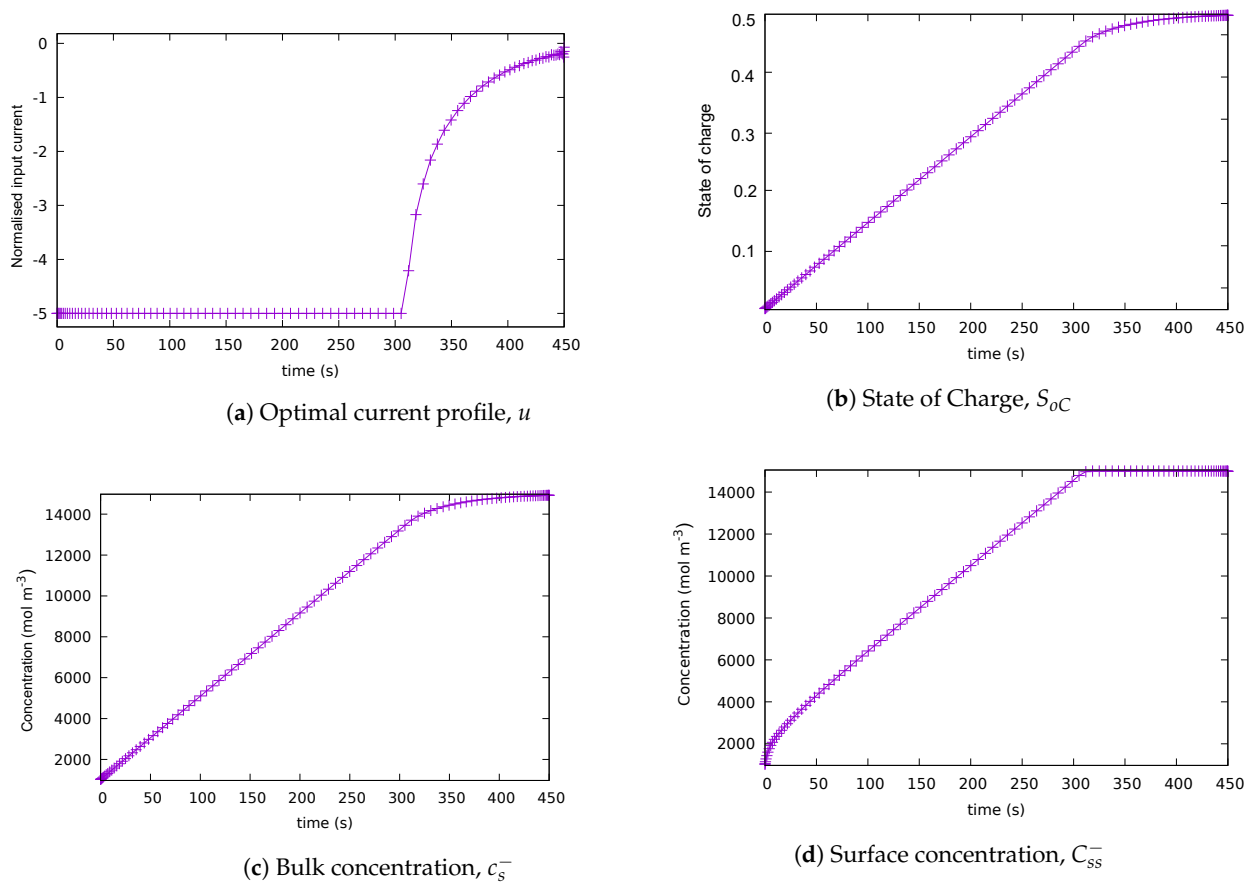 Normalised input current
0
-1
-2
-3
-4
-5
0 50 100 150 200 250 300 350 400 450
time (s)
(a) Optimal current profile, u
State of charge
0.5
0.4
0.3
0.2
0.1
0 50 100 150 200 250 300 350 400 450
time (s)
(b) State of Charge, S_{oC}
Concentration (mol m⁻³)
14000
12000
10000
8000
6000
4000
2000
0 50 100 150 200 250 300 350 400 450
time (s)
(c) Bulk concentration, c_s^−
Concentration (mol m⁻³)
14000
12000
10000
8000
6000
4000
2000
0 50 100 150 200 250 300 350 400 450
time (s)
(d) Surface concentration, C_{ss}^−